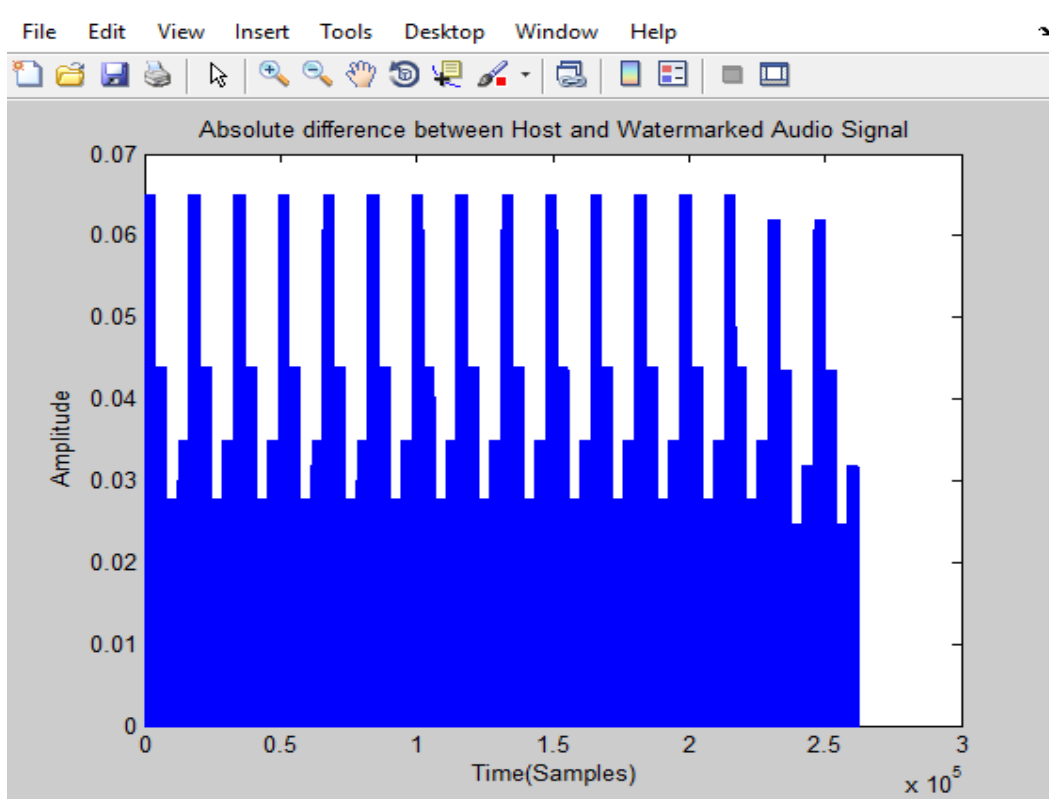 File Edit View Insert Tools Desktop Window Help
Absolute difference between Host and Watermarked Audio Signal
0.07
0.06
0.05
0.04
0.03
0.02
0.01
0
Amplitude
0 0.5 1 1.5 2 2.5 3
Time(Samples)
x 10^5